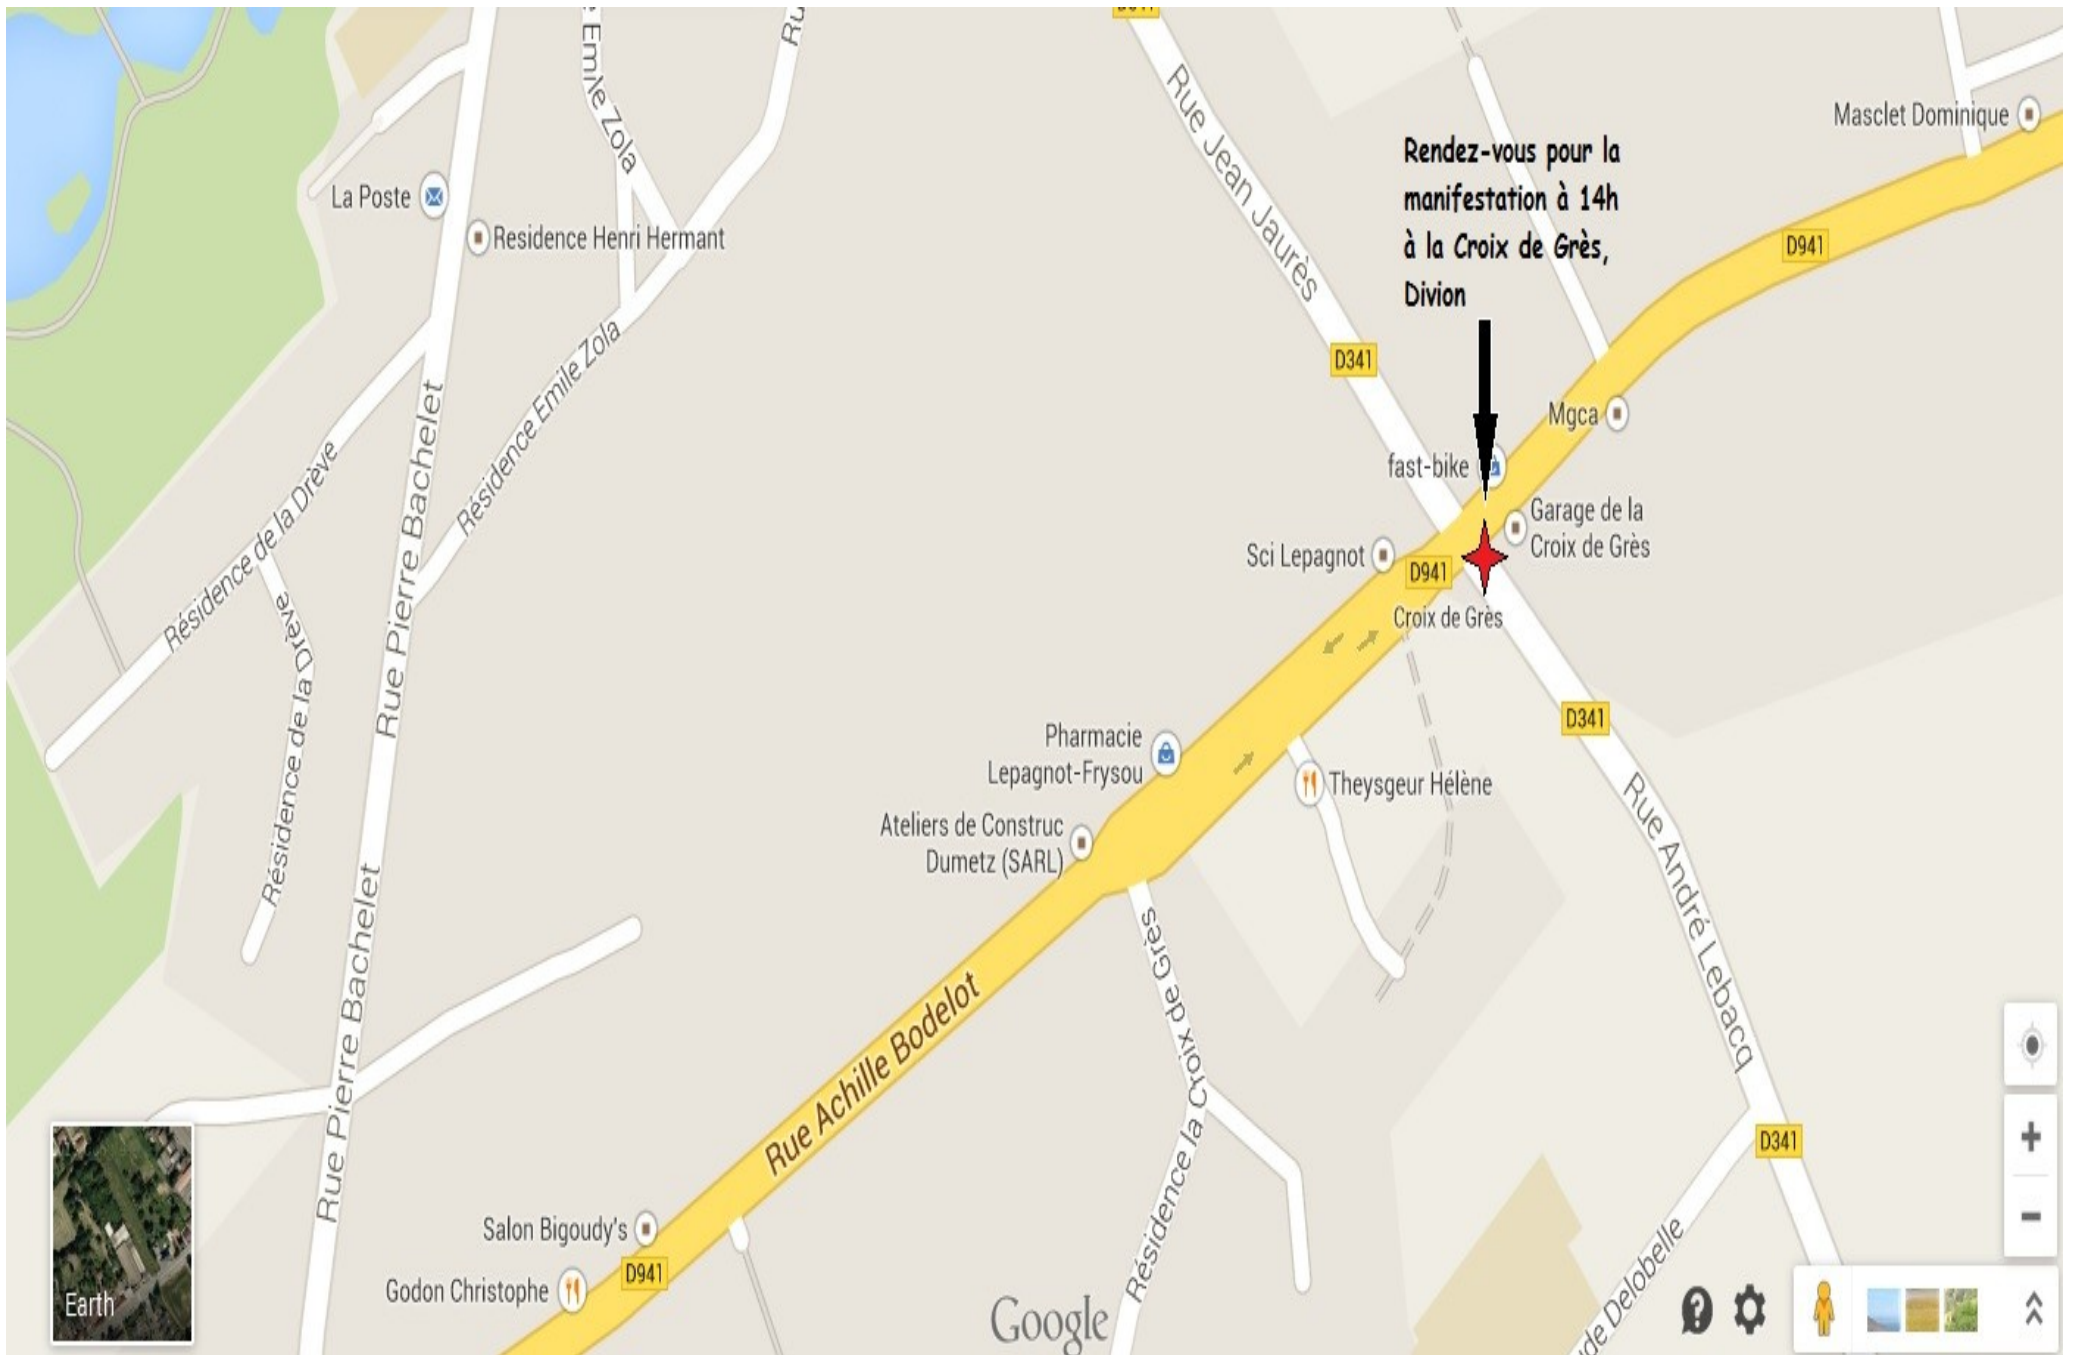 Emile Zola
Ru
D341
Rue Jean Jaurès
Masclet Dominique
Rendez-vous pour la
manifestation à 14h
à la Croix de Grès,
Divion
La Poste
Residence Henri Hermant
D941
Résidence Emile Zola
D341
Mgca
fast-bike
Rue Pierre Bachelet
Résidence de la Drève
Garage de la
Croix de Grès
Sci Lepagnot
D941
Croix de Grès
Résidence de la Drève
D341
Pharmacie
Lepagnot-Frysou
Theysgeur Hélène
Rue André Lebacq
Ateliers de Construc
Dumetz (SARL)
Rue Pierre Bachelet
Rue Achille Bodelot
Résidence la Croix de Grès
D341
Salon Bigoudy's
D941
Godon Christophe
de Delobelle
Earth
Google